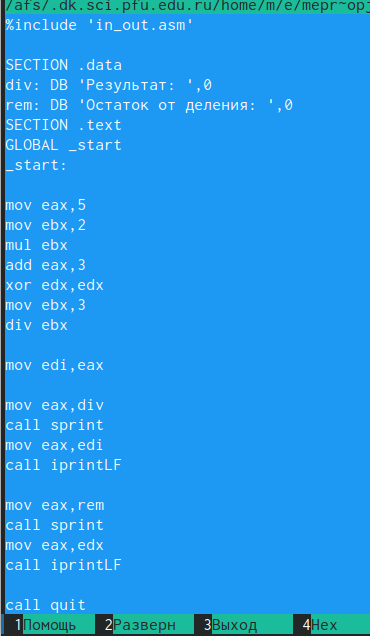 /afs/.dk.sci.pfu.edu.ru/home/m/e/mepr~opj
%include 'in_out.asm'
SECTION .data
div: DB 'Результат: ',0
rem: DB 'Остаток от деления: ',0
SECTION .text
GLOBAL _start
_start:
mov eax,5
mov ebx,2
mul ebx
add eax,3
xor edx,edx
mov ebx,3
div ebx
mov edi,eax
mov eax,div
call sprint
mov eax,edi
call iprintLF
mov eax,rem
call sprint
mov eax,edx
call iprintLF
call quit
1Помощь 2Разверн 3Выход 4Hex